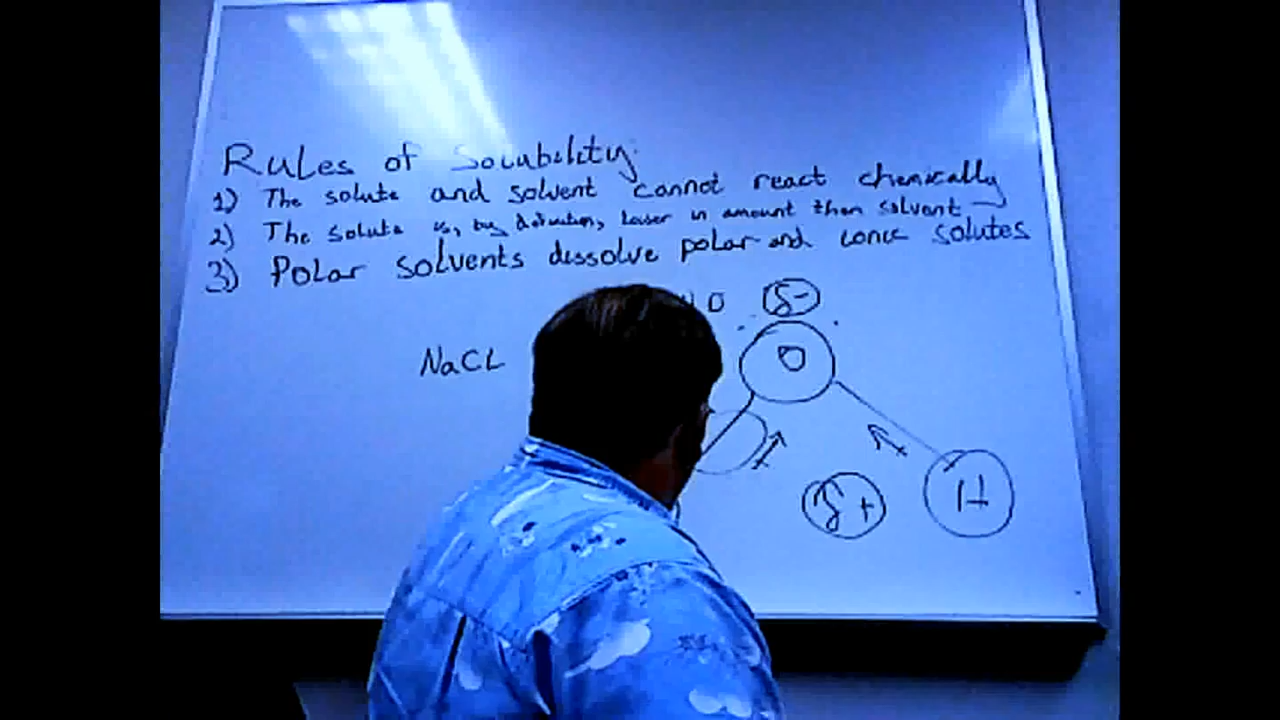 Rules of Solubility:
1) The solute and solvent cannot react chemically
2) The solute is, by definition, lesser in amount then solvent
3) Polar solvents dissolve polar and ionic solutes
O δ-
NaCL
O
δ+
H